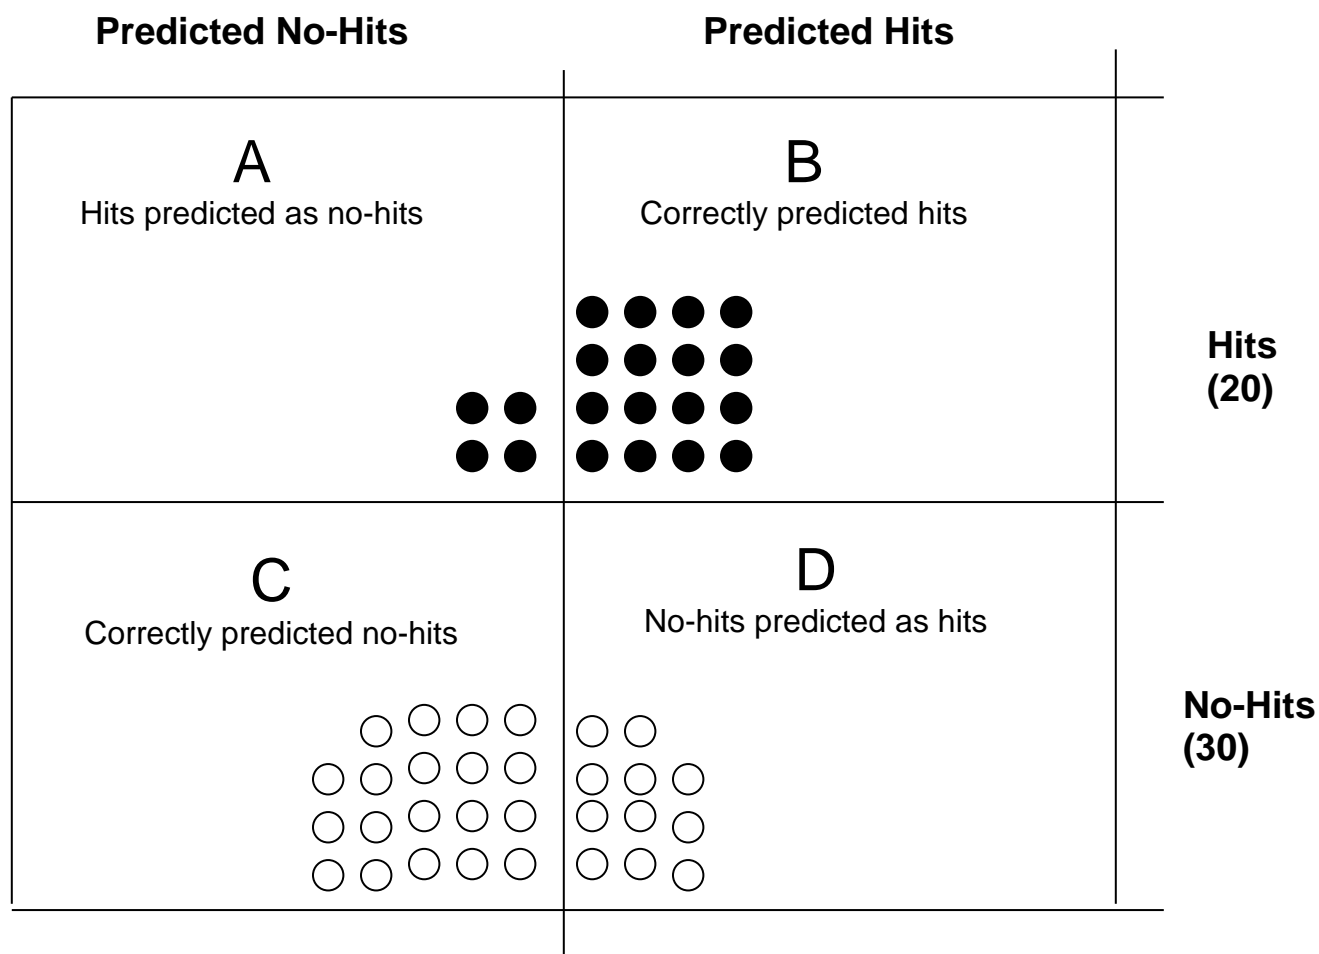 Predicted No-Hits
Predicted Hits
A
Hits predicted as no-hits
B
Correctly predicted hits
Hits
(20)
C
Correctly predicted no-hits
D
No-hits predicted as hits
No-Hits
(30)